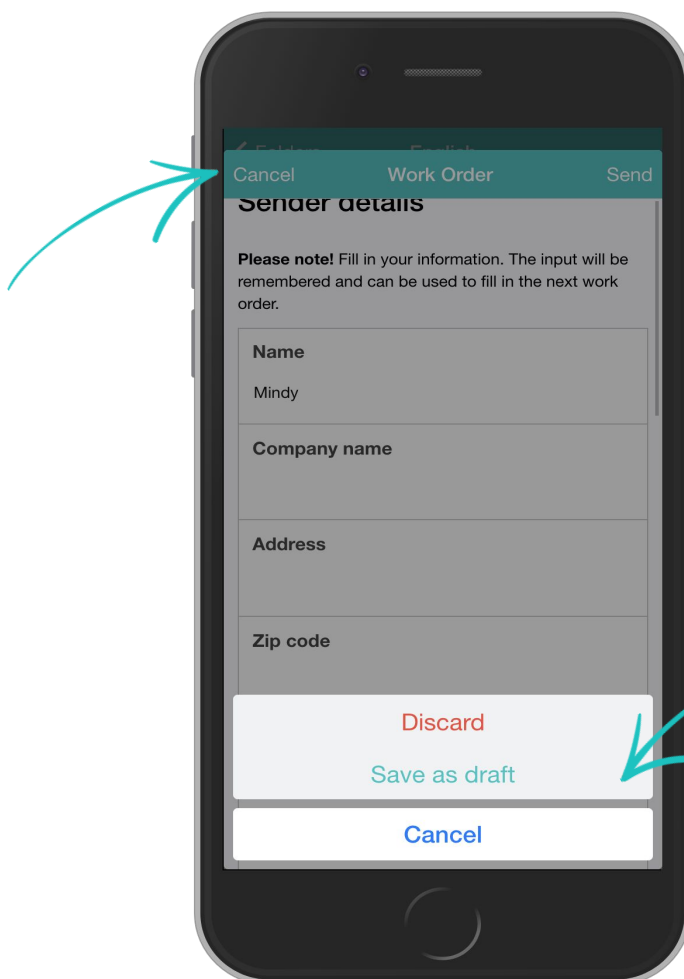 Folders English
Cancel Work Order Send
Sender details
Please note! Fill in your information. The input will be
remembered and can be used to fill in the next work
order.
Name
Mindy
Company name
Address
Zip code
Discard
Save as draft
Cancel